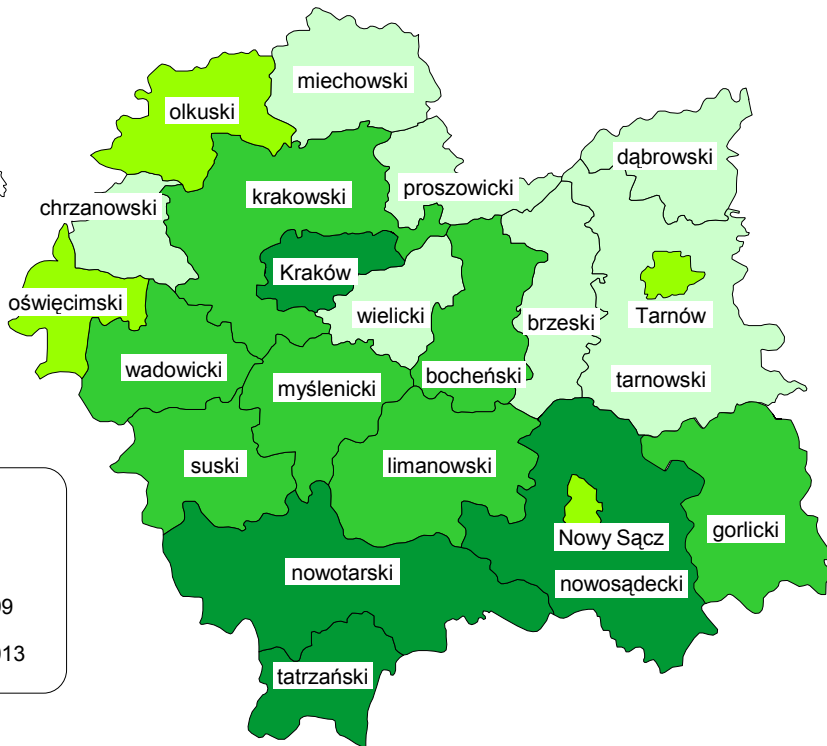 miechowski
olkuski
dąbrowski
krakowski
proszowicki
chrzanowski
Kraków
oświęcimski
wielicki
brzeski
Tarnów
wadowicki
myślenicki
bocheński
tarnowski
suski
limanowski
gorlicki
Nowy Sącz
nowotarski
nowosądecki
tatrzański